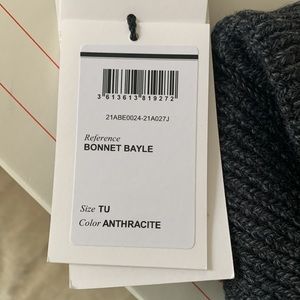 3613613819272
21ABE0024-21A027J
Reference
BONNET BAYLE
Size TU
Color ANTHRACITE